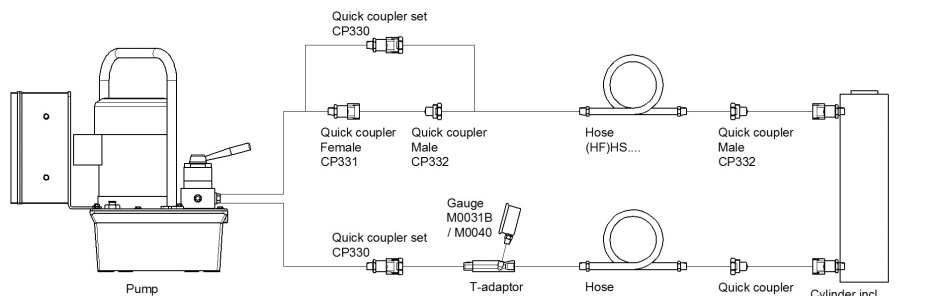 Quick coupler set
CP330
Quick coupler
Female
CP331
Quick coupler
Male
CP332
Hose
(HF)HS....
Quick coupler
Male
CP332
Gauge
M0031B
/ M0040
Quick coupler set
CP330
Pump
T-adaptor
Hose
Quick coupler
Cylinder incl